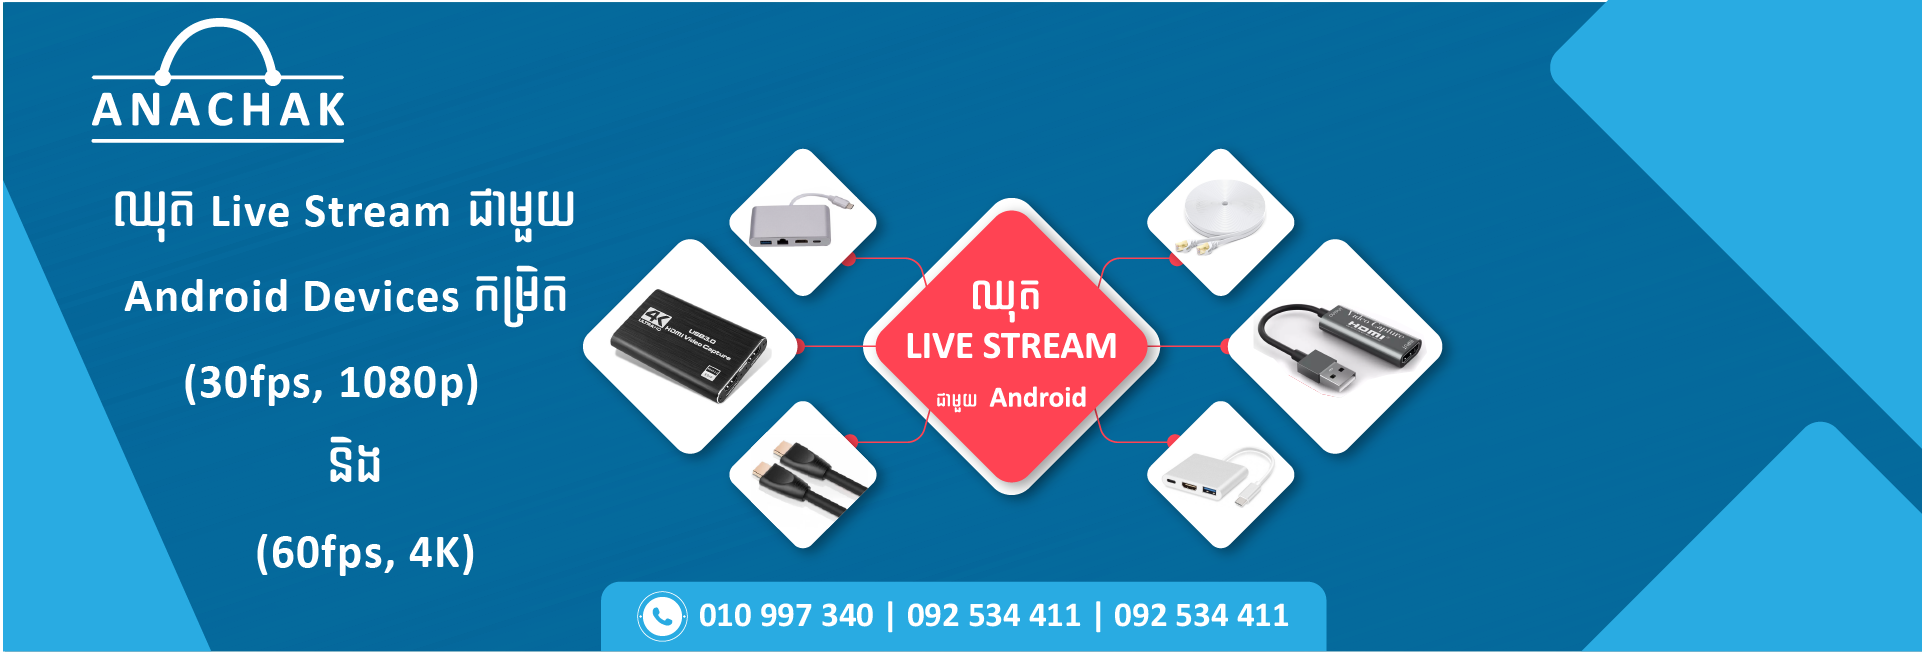 ANACHAK
ឈុត Live Stream ជាមួយ
Android Devices កម្រិត
(30fps, 1080p)
និង
(60fps, 4K)
4K
ULTRA HD
USB3.0
HDMI Video Capture
ឈុត
LIVE STREAM
ជាមួយ Android
Video Capture
HDMI
010 997 340 | 092 534 411 | 092 534 411